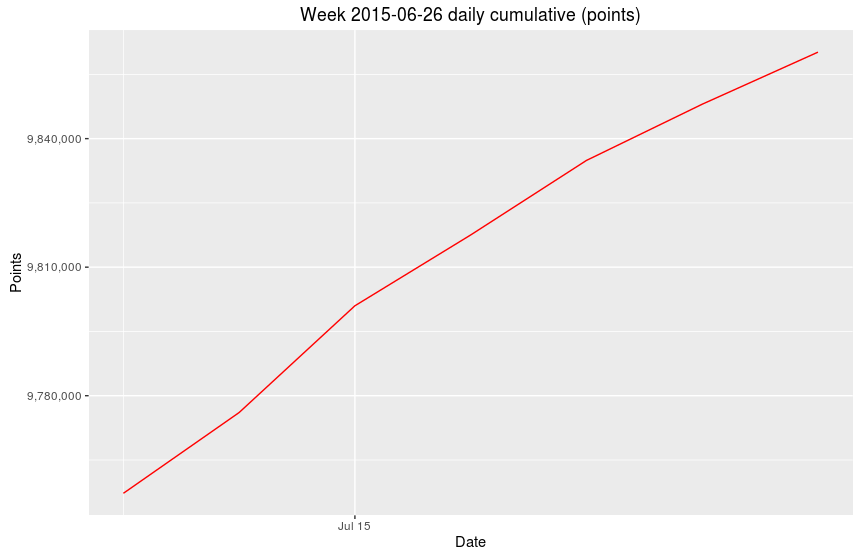 Week 2015-06-26 daily cumulative (points)
9,840,000
9,810,000
9,780,000
Points
Jul 15
Date